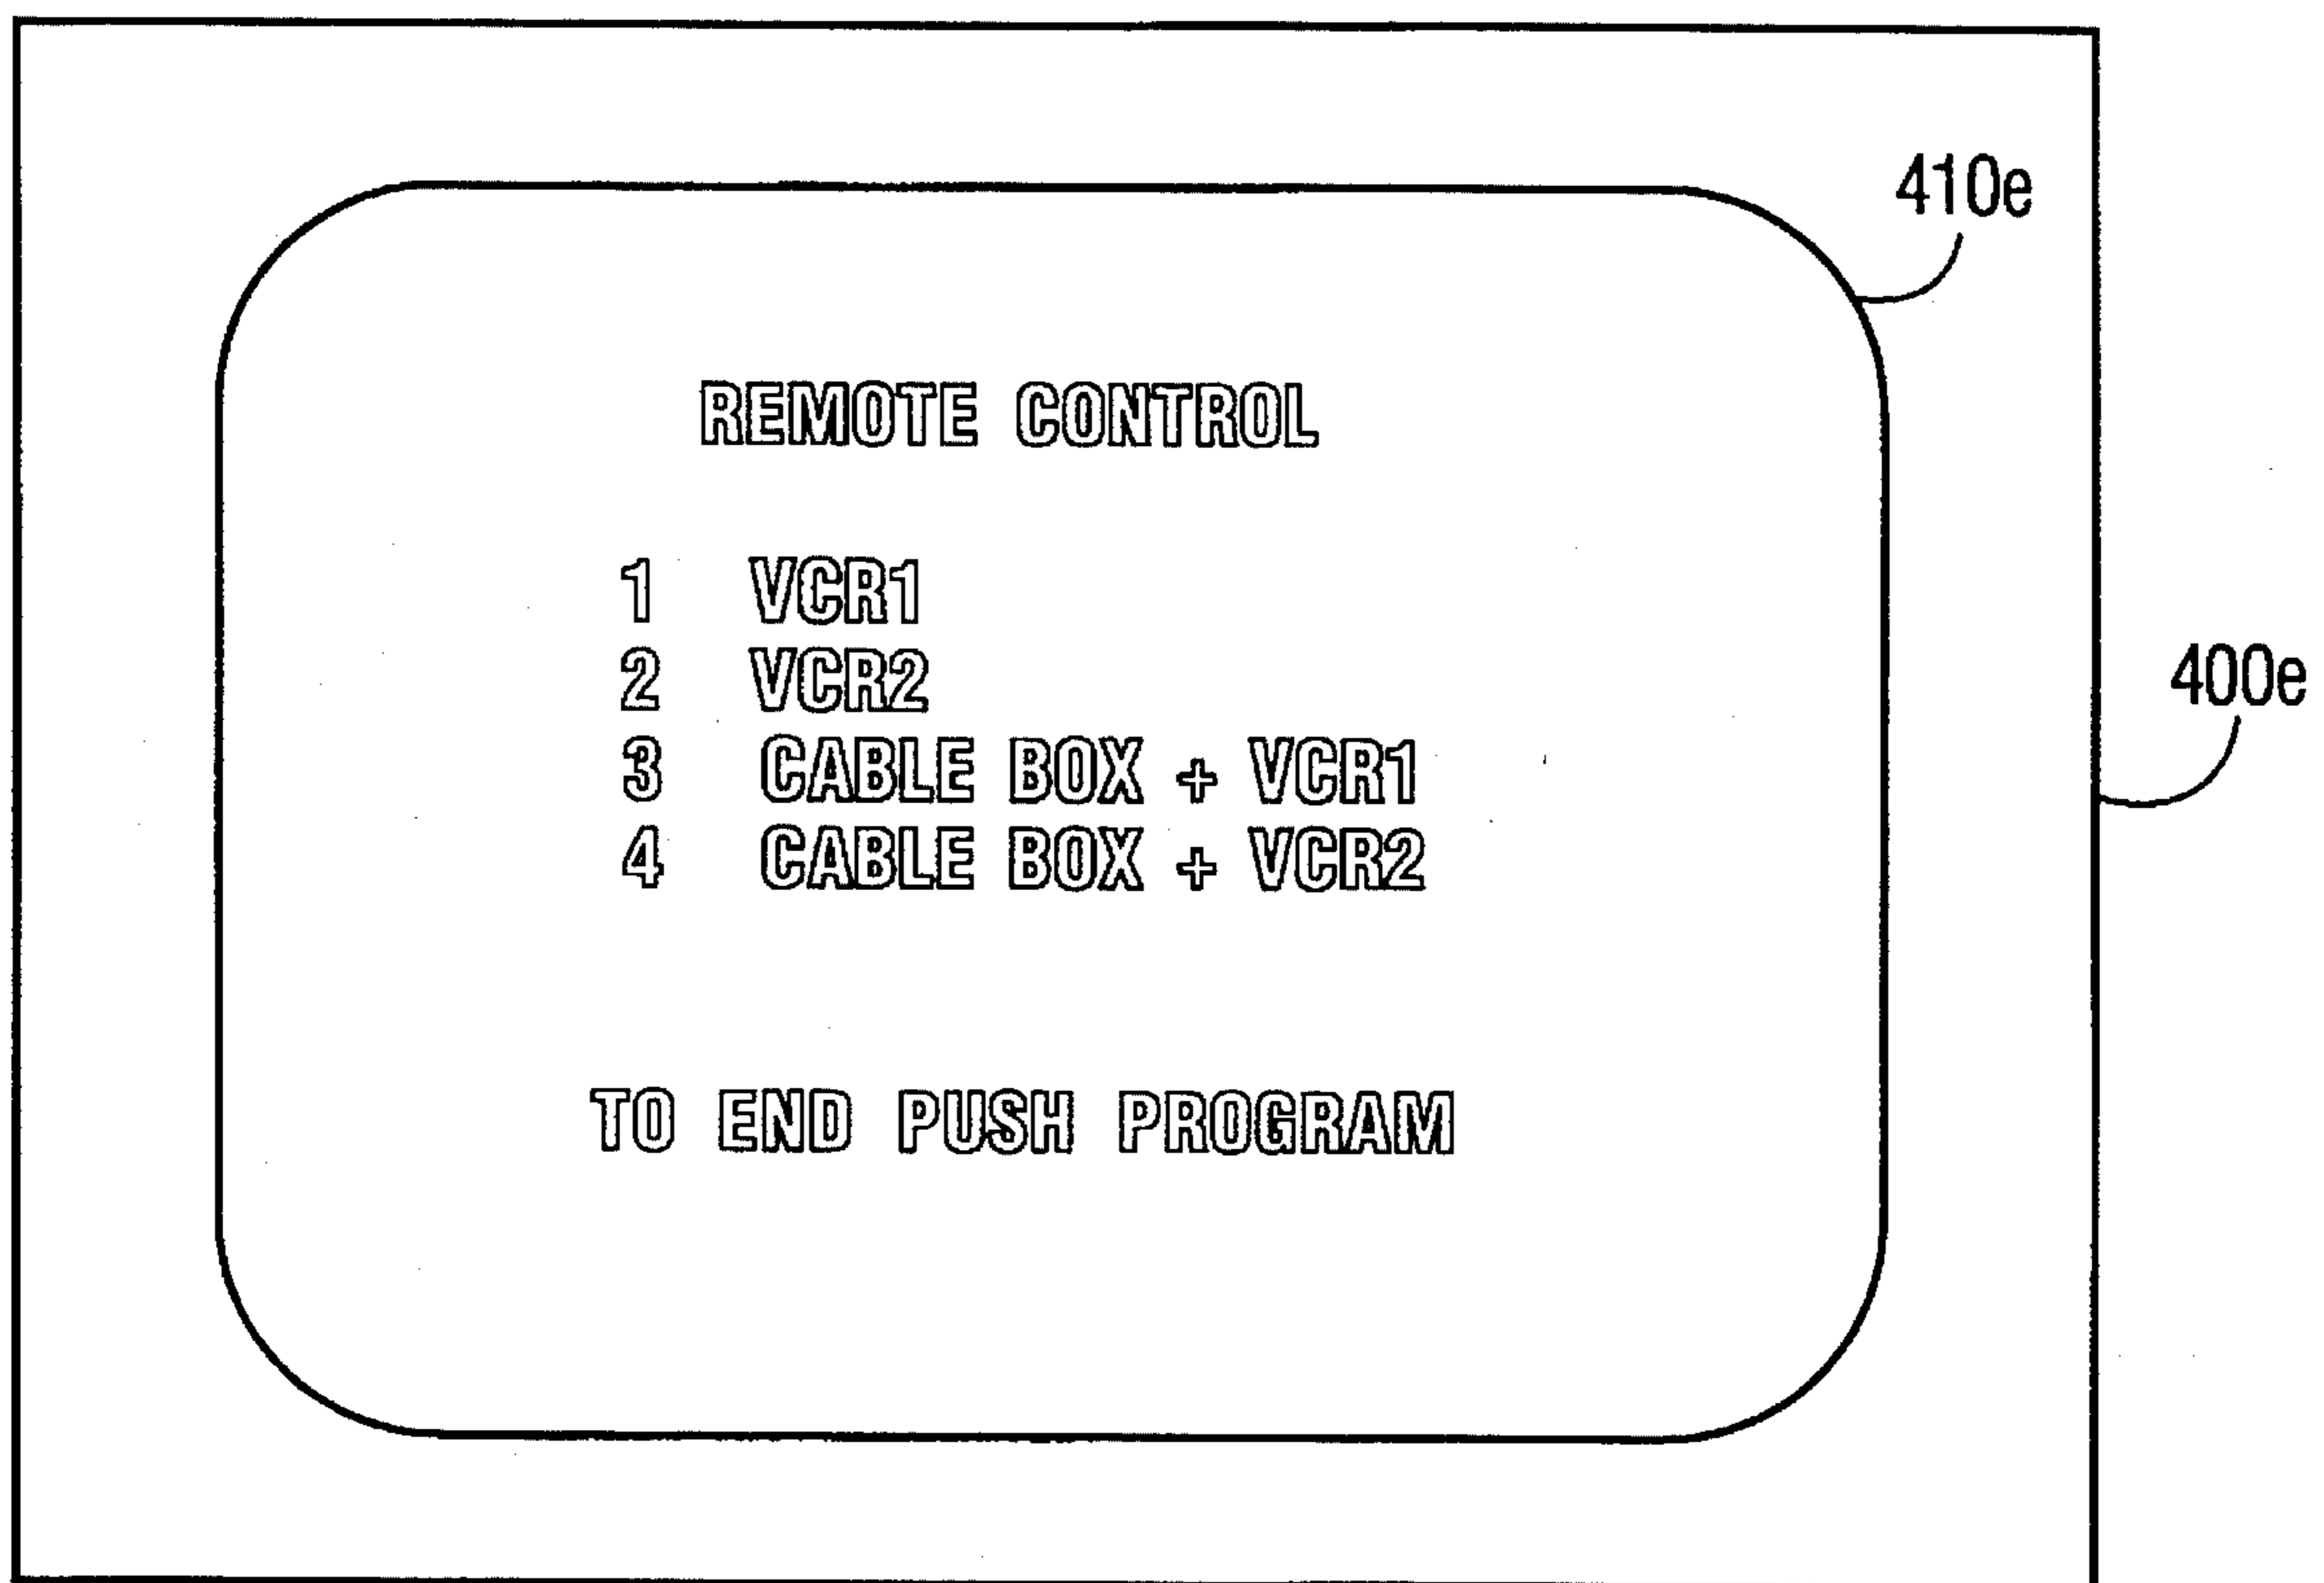 410e
REMOTE CONTROL
1 VCR1
2 VCR2
400e
3 CABLE BOX + VCR1
4 CABLE BOX + VCR2
TO END PUSH PROGRAM